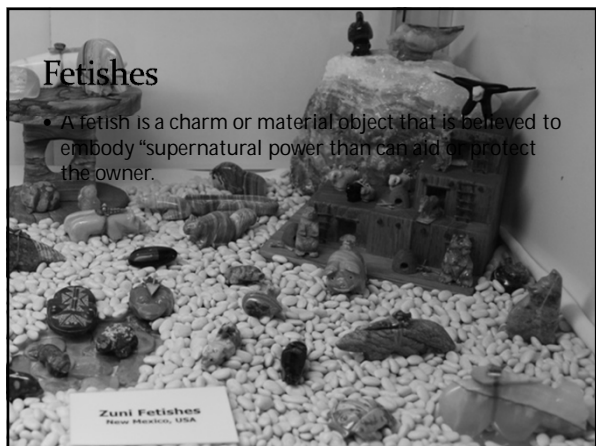 Fetishes
• A fetish is a charm or material object that is believed to
embody “supernatural power than can aid or protect
the owner.
Zuni Fetishes
New Mexico, USA